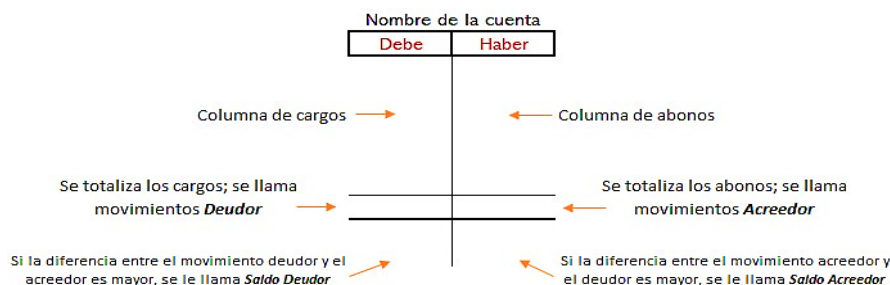 Nombre de la cuenta
Debe
Haber
Columna de cargos
Columna de abonos
Se totaliza los cargos; se llama
movimientos Deudor
Se totaliza los abonos; se llama
movimientos Acreedor
Si la diferencia entre el movimiento deudor y el
acreedor es mayor, se le llama Saldo Deudor
Si la diferencia entre el movimiento acreedor y
el deudor es mayor, se le llama Saldo Acreedor